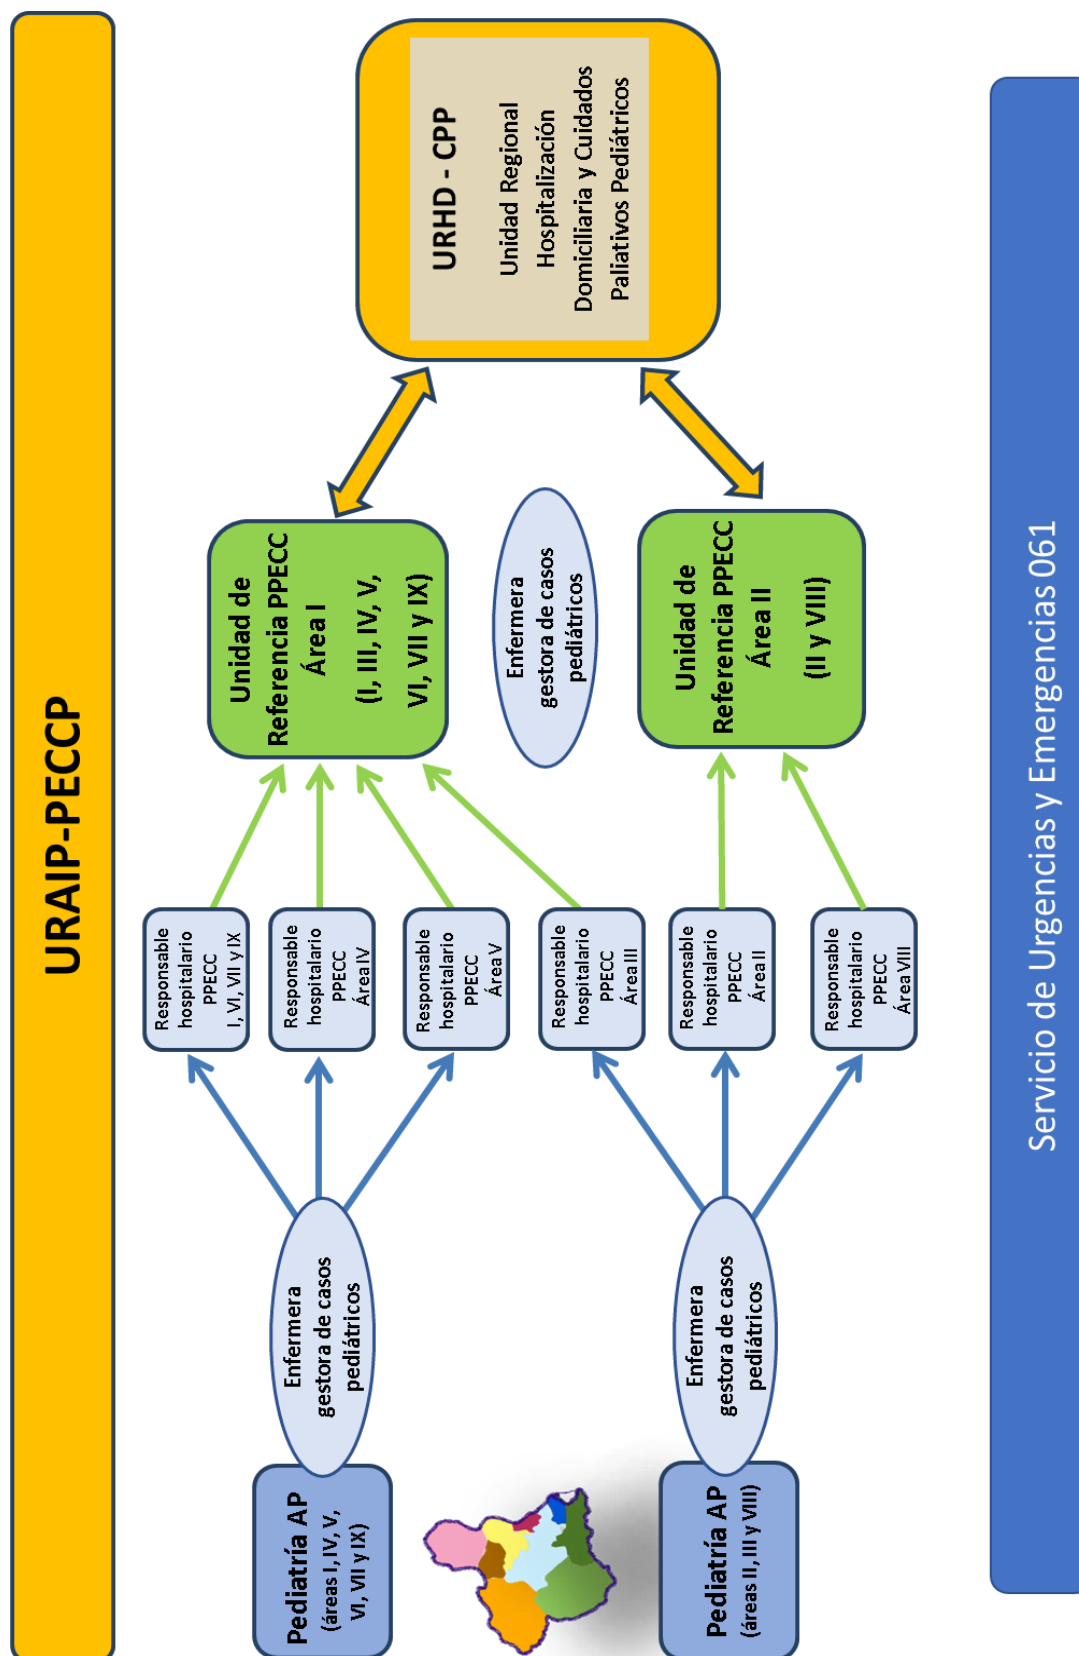 URAIP-PECCP
Pediatría AP
(áreas I, IV, V,
VI, VII y IX)
Enfermera
gestora de casos
pediátricos
Responsable
hospitalario
PPECC
I, VI, VII y IX
Responsable
hospitalario
PPECC
Área IV
Responsable
hospitalario
PPECC
Área V
Unidad de
Referencia PPECC
Área I
(I, III, IV, V,
VI, VII y IX)
Enfermera
gestora de casos
pediátricos
URHD - CPP
Unidad Regional
Hospitalización
Domiciliaria y Cuidados
Paliativos Pediátricos
Pediatría AP
(áreas II, III y VIII)
Enfermera
gestora de casos
pediátricos
Responsable
hospitalario
PPECC
Área III
Responsable
hospitalario
PPECC
Área II
Responsable
hospitalario
PPECC
Área VIII
Unidad de
Referencia PPECC
Área II
(II y VIII)
Servicio de Urgencias y Emergencias 061